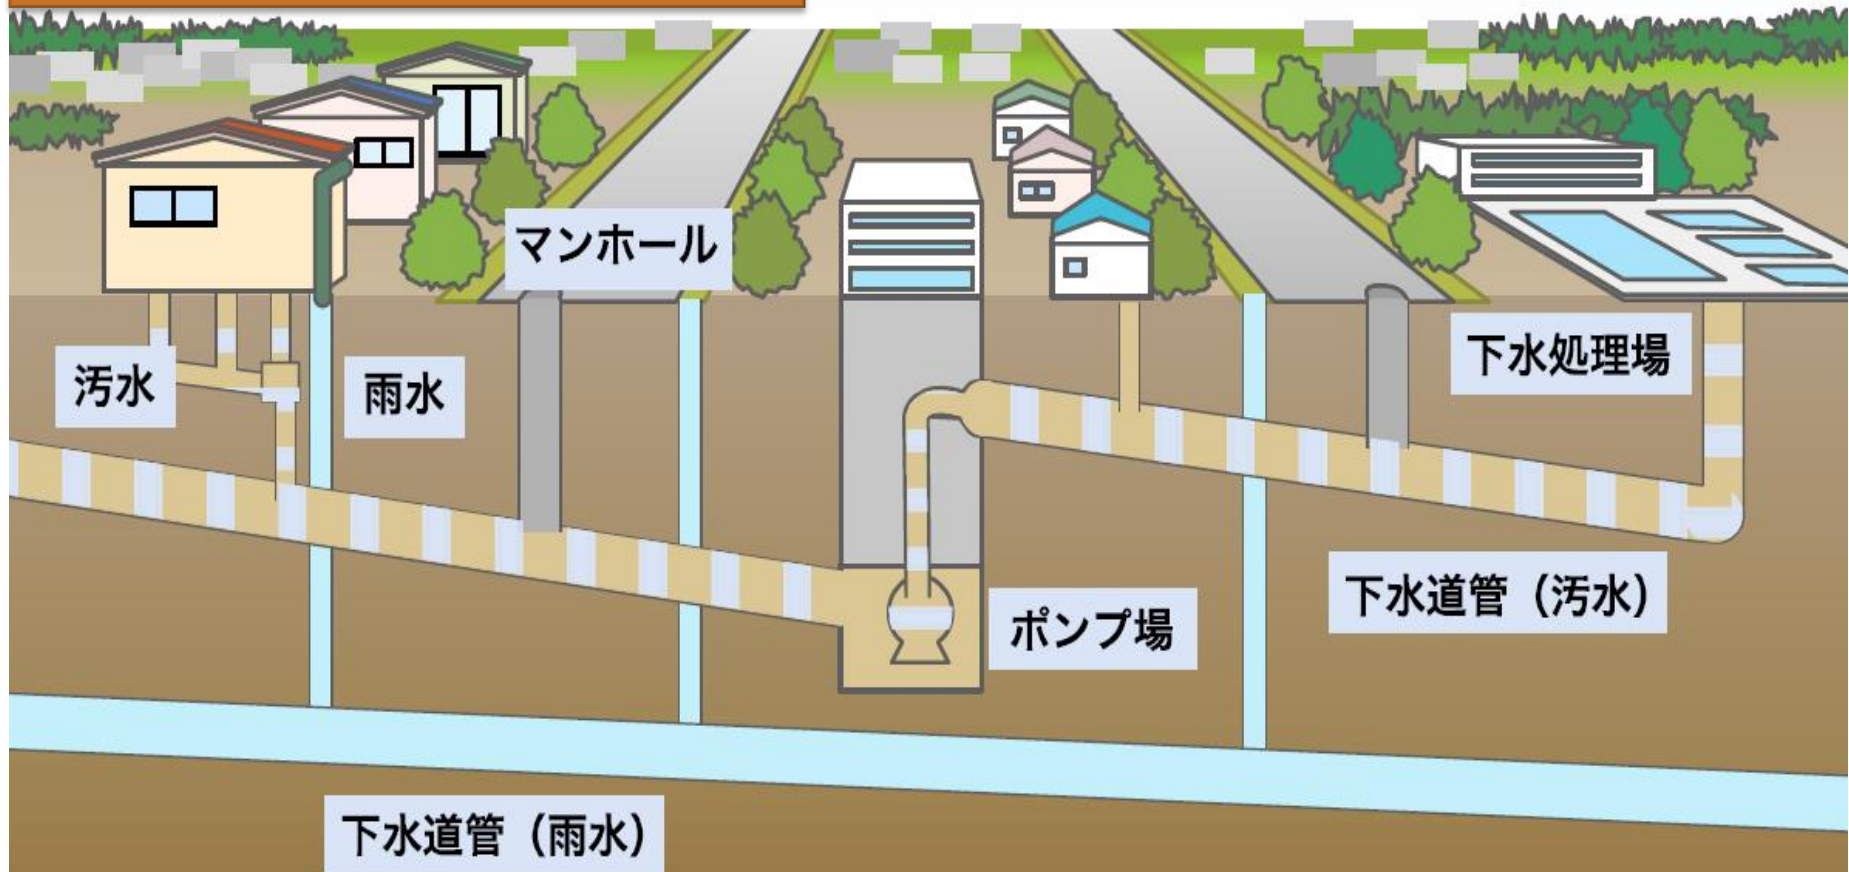 マンホール
下水処理場
汚水
雨水
下水道管（汚水）
ポンプ場
下水道管（雨水）